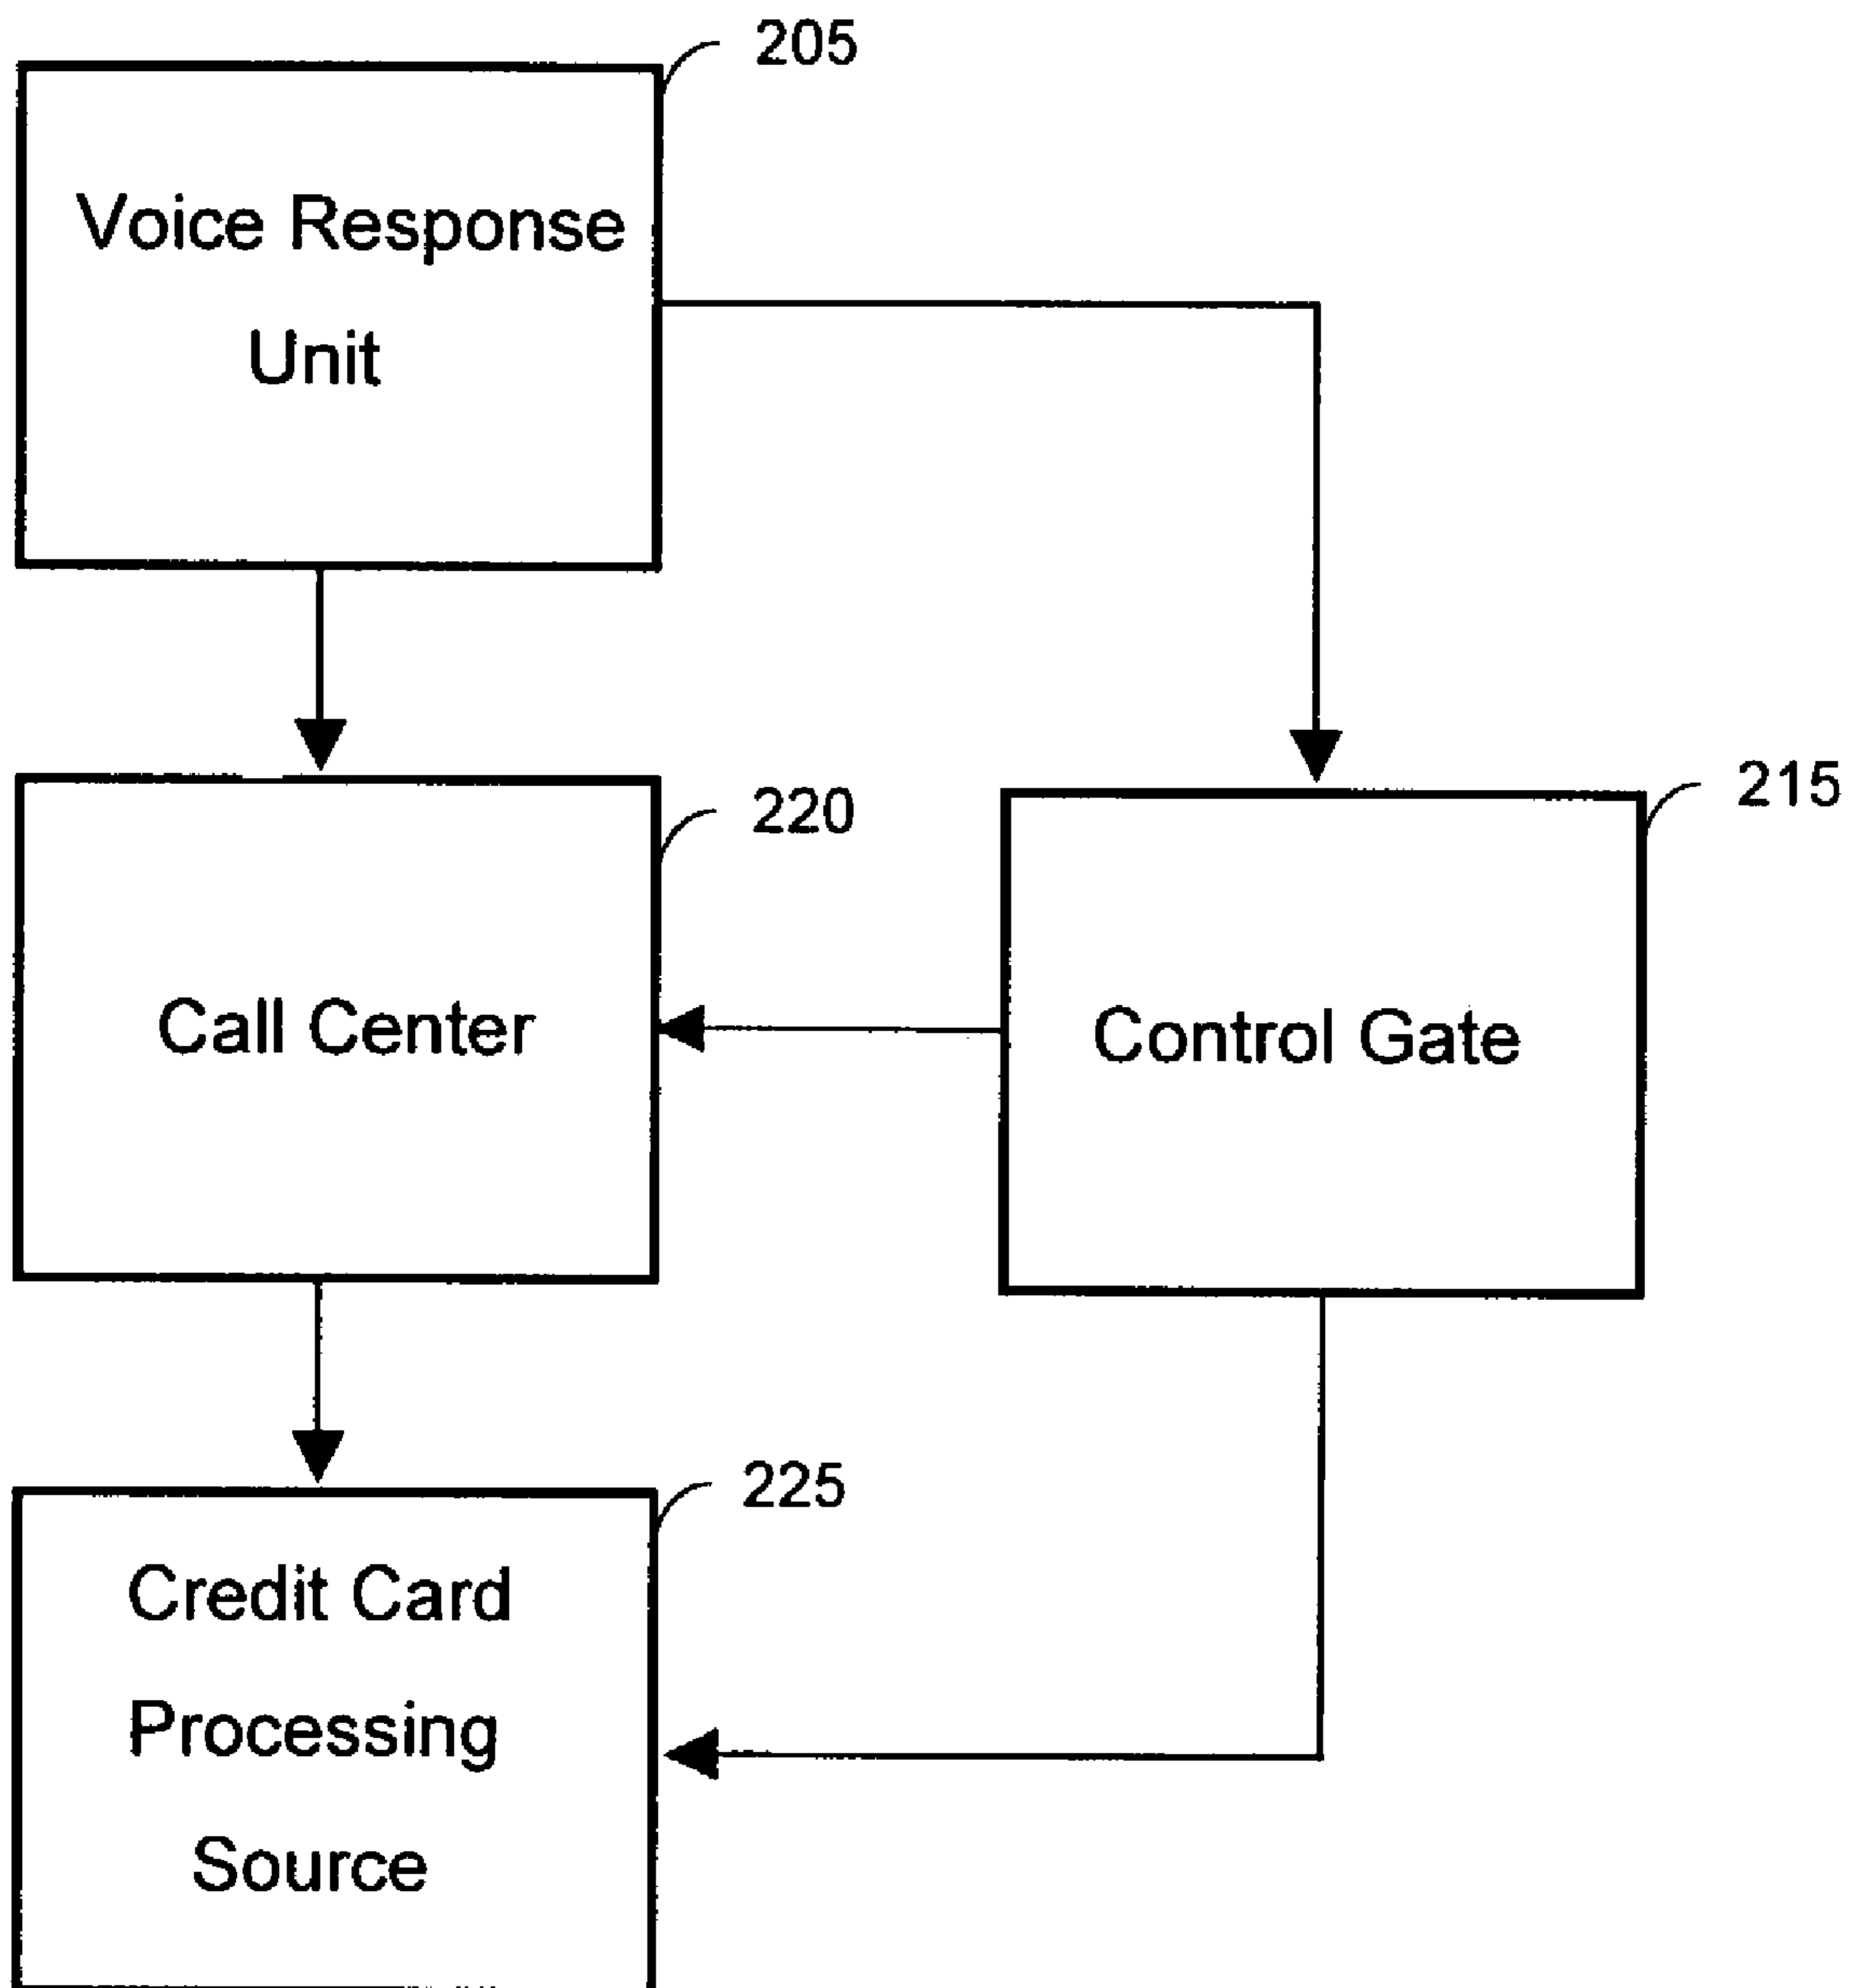 205
Voice Response
Unit
220
215
Call Center
Control Gate
225
Credit Card
Processing
Source